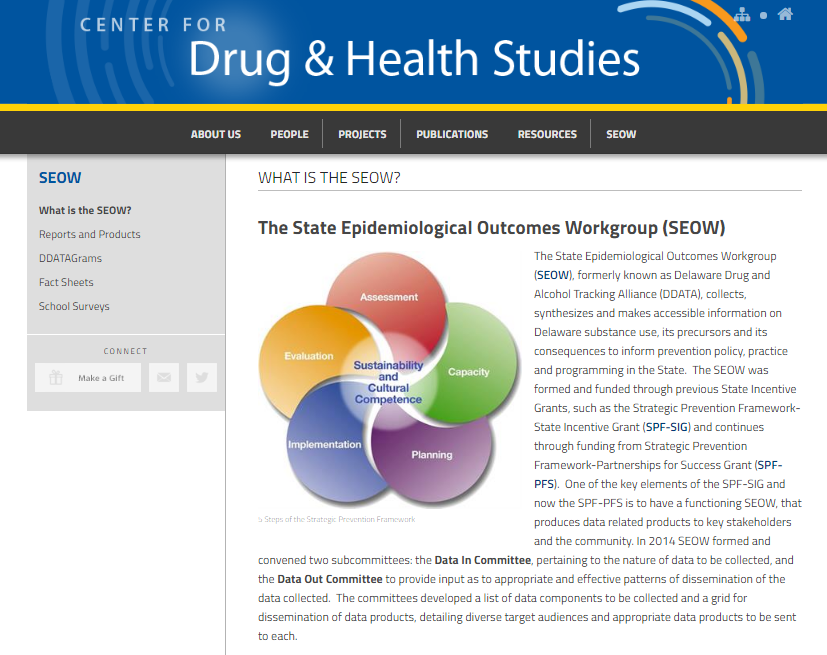 CENTER FOR
Drug & Health Studies
ABOUT US PEOPLE PROJECTS PUBLICATIONS RESOURCES SEOW
SEOW
What is the SEOW?
Reports and Products
DDATAGrams
Fact Sheets
School Surveys
CONNECT
Make a Gift
WHAT IS THE SEOW?
The State Epidemiological Outcomes Workgroup (SEOW)
Assessment
Evaluation
Capacity
Sustainability
and
Cultural
Competence
Implementation
Planning
5 Steps of the Strategic Prevention Framework
The State Epidemiological Outcomes Workgroup
(SEOW), formerly known as Delaware Drug and
Alcohol Tracking Alliance (DDATA), collects,
synthesizes and makes accessible information on
Delaware substance use, its precursors and its
consequences to inform prevention policy, practice
and programming in the State. The SEOW was
formed and funded through previous State Incentive
Grants, such as the Strategic Prevention Framework-
State Incentive Grant (SPF-SIG) and continues
through funding from Strategic Prevention
Framework-Partnerships for Success Grant (SPF-
PFS). One of the key elements of the SPF-SIG and
now the SPF-PFS is to have a functioning SEOW, that
produces data related products to key stakeholders
and the community. In 2014 SEOW formed and
convened two subcommittees: the Data In Committee, pertaining to the nature of data to be collected, and
the Data Out Committee to provide input as to appropriate and effective patterns of dissemination of the
data collected. The committees developed a list of data components to be collected and a grid for
dissemination of data products, detailing diverse target audiences and appropriate data products to be sent
to each.